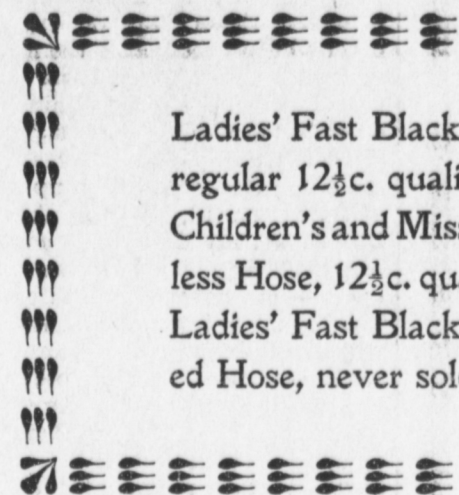 Ladies' Fast Black
regular 12½c. quali
Children's and Miss
less Hose, 12½c. qu
Ladies' Fast Black
ed Hose, never sol